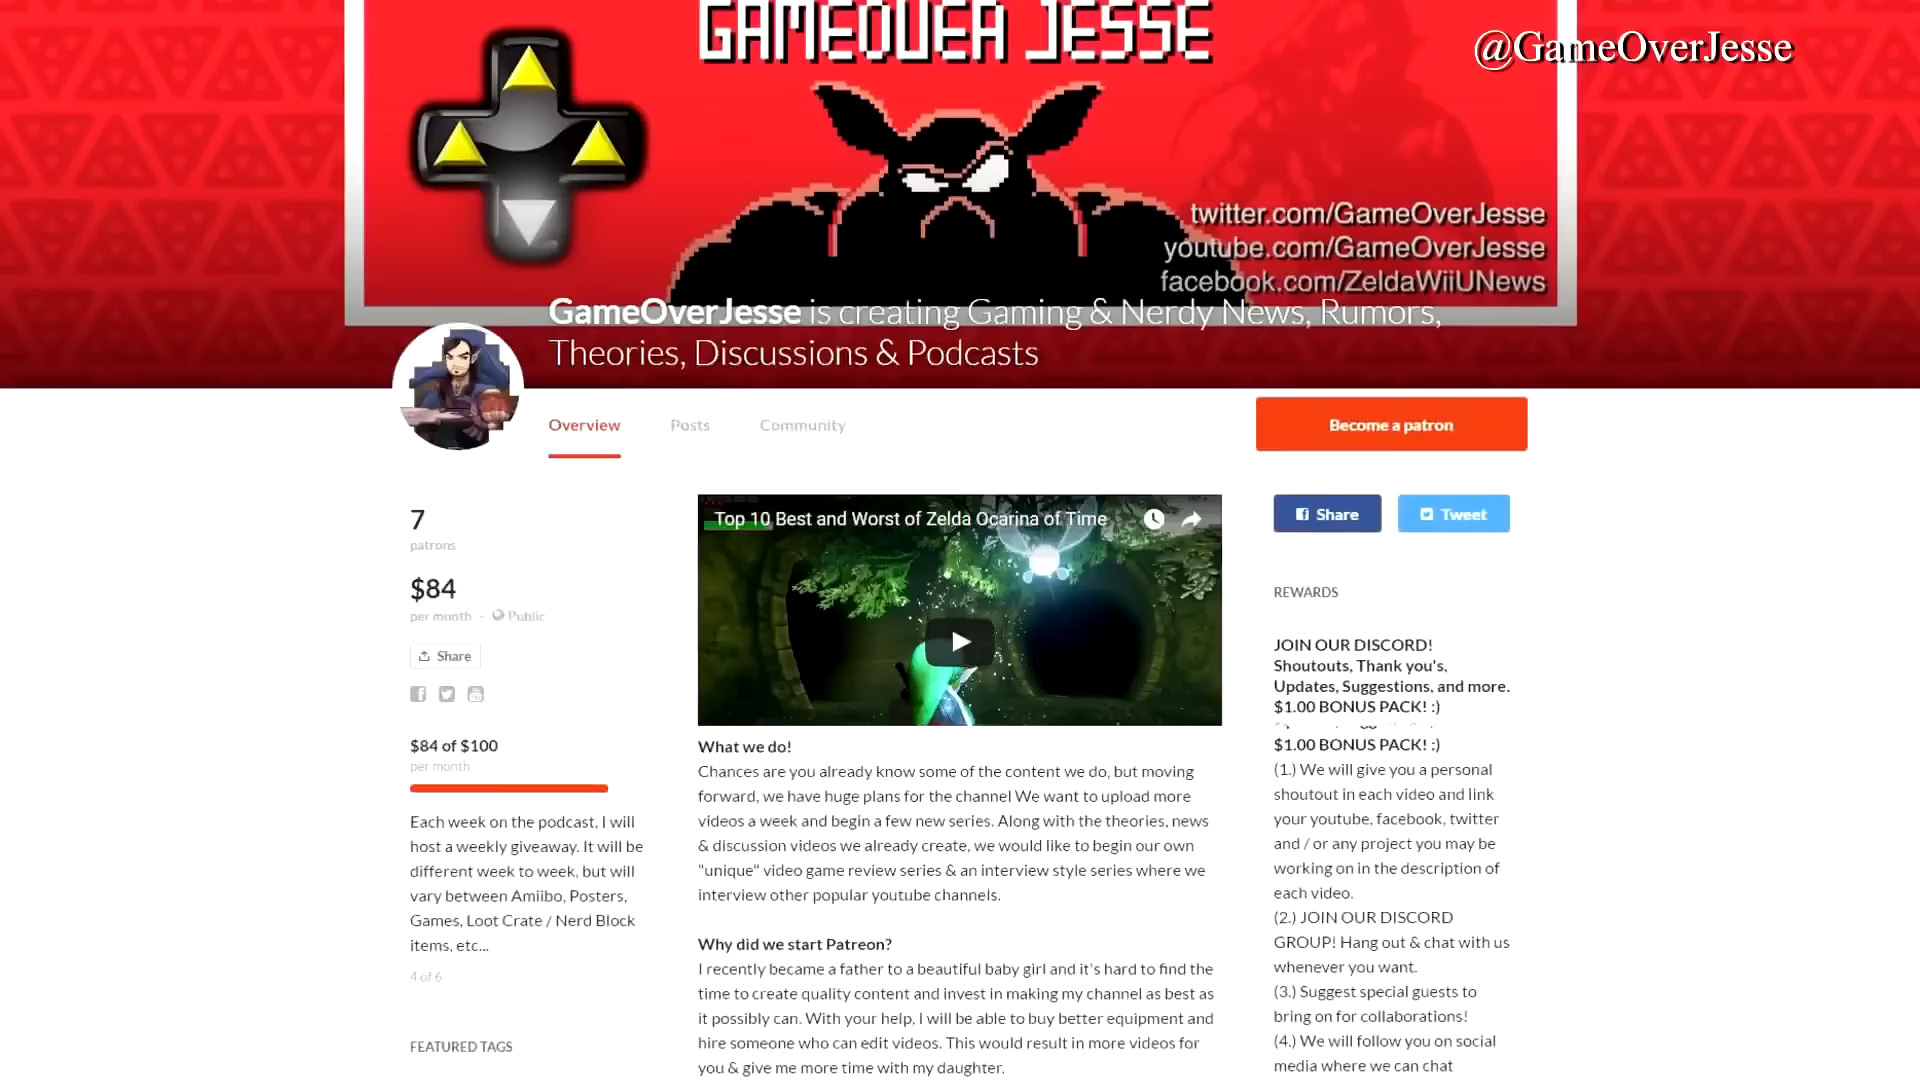 GAMEOVER JESSE
@GameOverJesse
twitter.com/GameOverJesse
youtube.com/GameOverJesse
facebook.com/ZeldaWiiUNews
GameOverJesse is creating Gaming & Nerdy News, Rumors,
Theories, Discussions & Podcasts
Overview
Posts
Community
Become a patron
7
patrons
$84
per month · Public
Share
$84 of $100
per month
Each week on the podcast, I will
host a weekly giveaway. It will be
different week to week, but will
vary between Amiibo, Posters,
Games, Loot Crate / Nerd Block
items, etc...
4 of 6
FEATURED TAGS
Top 10 Best and Worst of Zelda Ocarina of Time
What we do!
Chances are you already know some of the content we do, but moving
forward, we have huge plans for the channel We want to upload more
videos a week and begin a few new series. Along with the theories, news
& discussion videos we already create, we would like to begin our own
"unique" video game review series & an interview style series where we
interview other popular youtube channels.
Why did we start Patreon?
I recently became a father to a beautiful baby girl and it's hard to find the
time to create quality content and invest in making my channel as best as
it possibly can. With your help, I will be able to buy better equipment and
hire someone who can edit videos. This would result in more videos for
you & give me more time with my daughter.
Share
Tweet
REWARDS
JOIN OUR DISCORD!
Shoutouts, Thank you's,
Updates, Suggestions, and more.
$1.00 BONUS PACK! :)
$1.00 BONUS PACK! :)
(1.) We will give you a personal
shoutout in each video and link
your youtube, facebook, twitter
and / or any project you may be
working on in the description of
each video.
(2.) JOIN OUR DISCORD
GROUP! Hang out & chat with us
whenever you want.
(3.) Suggest special guests to
bring on for collaborations!
(4.) We will follow you on social
media where we can chat